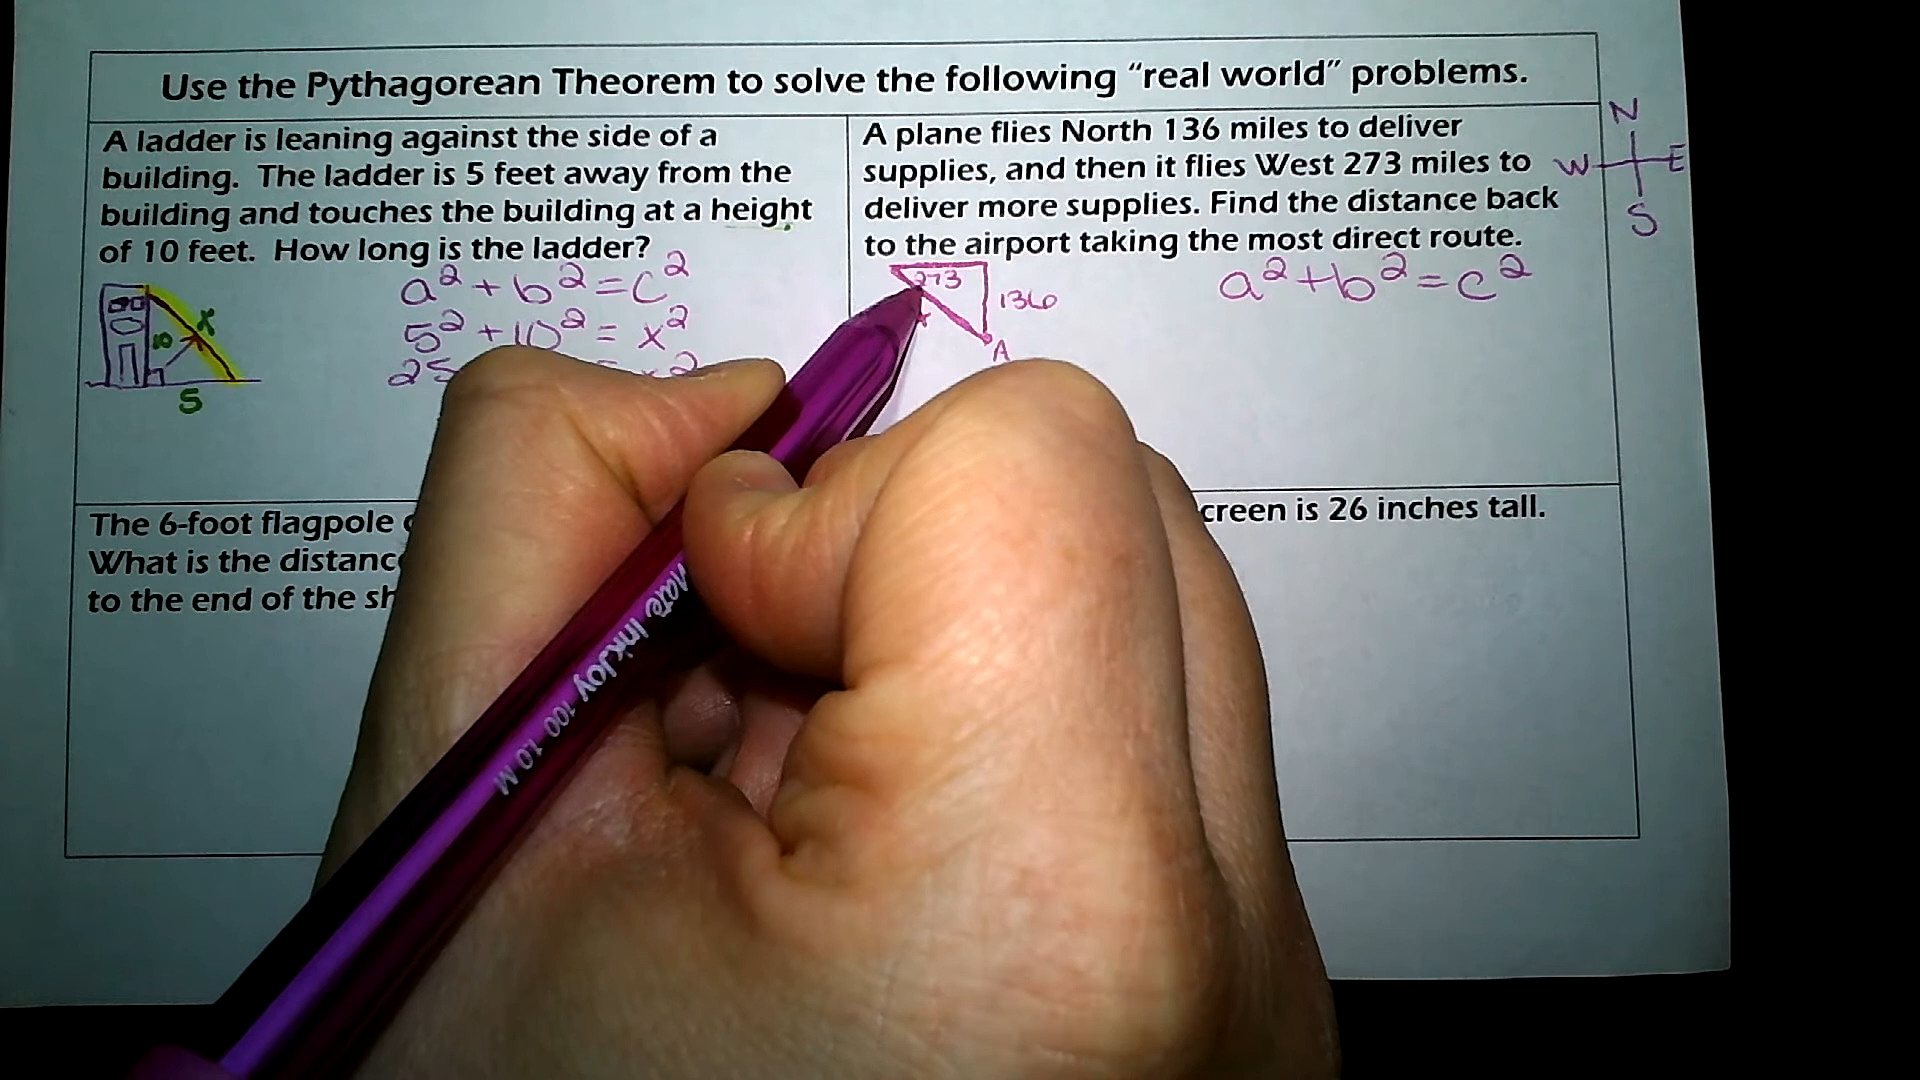 Use the Pythagorean Theorem to solve the following “real world” problems.
A ladder is leaning against the side of a
building. The ladder is 5 feet away from the
building and touches the building at a height
of 10 feet. How long is the ladder?
a² + b² = c²
5² + 10² = x²
25
x
10
5
A plane flies North 136 miles to deliver
supplies, and then it flies West 273 miles to
deliver more supplies. Find the distance back
to the airport taking the most direct route.
N
W E
S
273
136
A
a² + b² = c²
The 6-foot flagpole
What is the distance
to the end of the
is 26 inches tall.
InkJoy 100 1.0 M